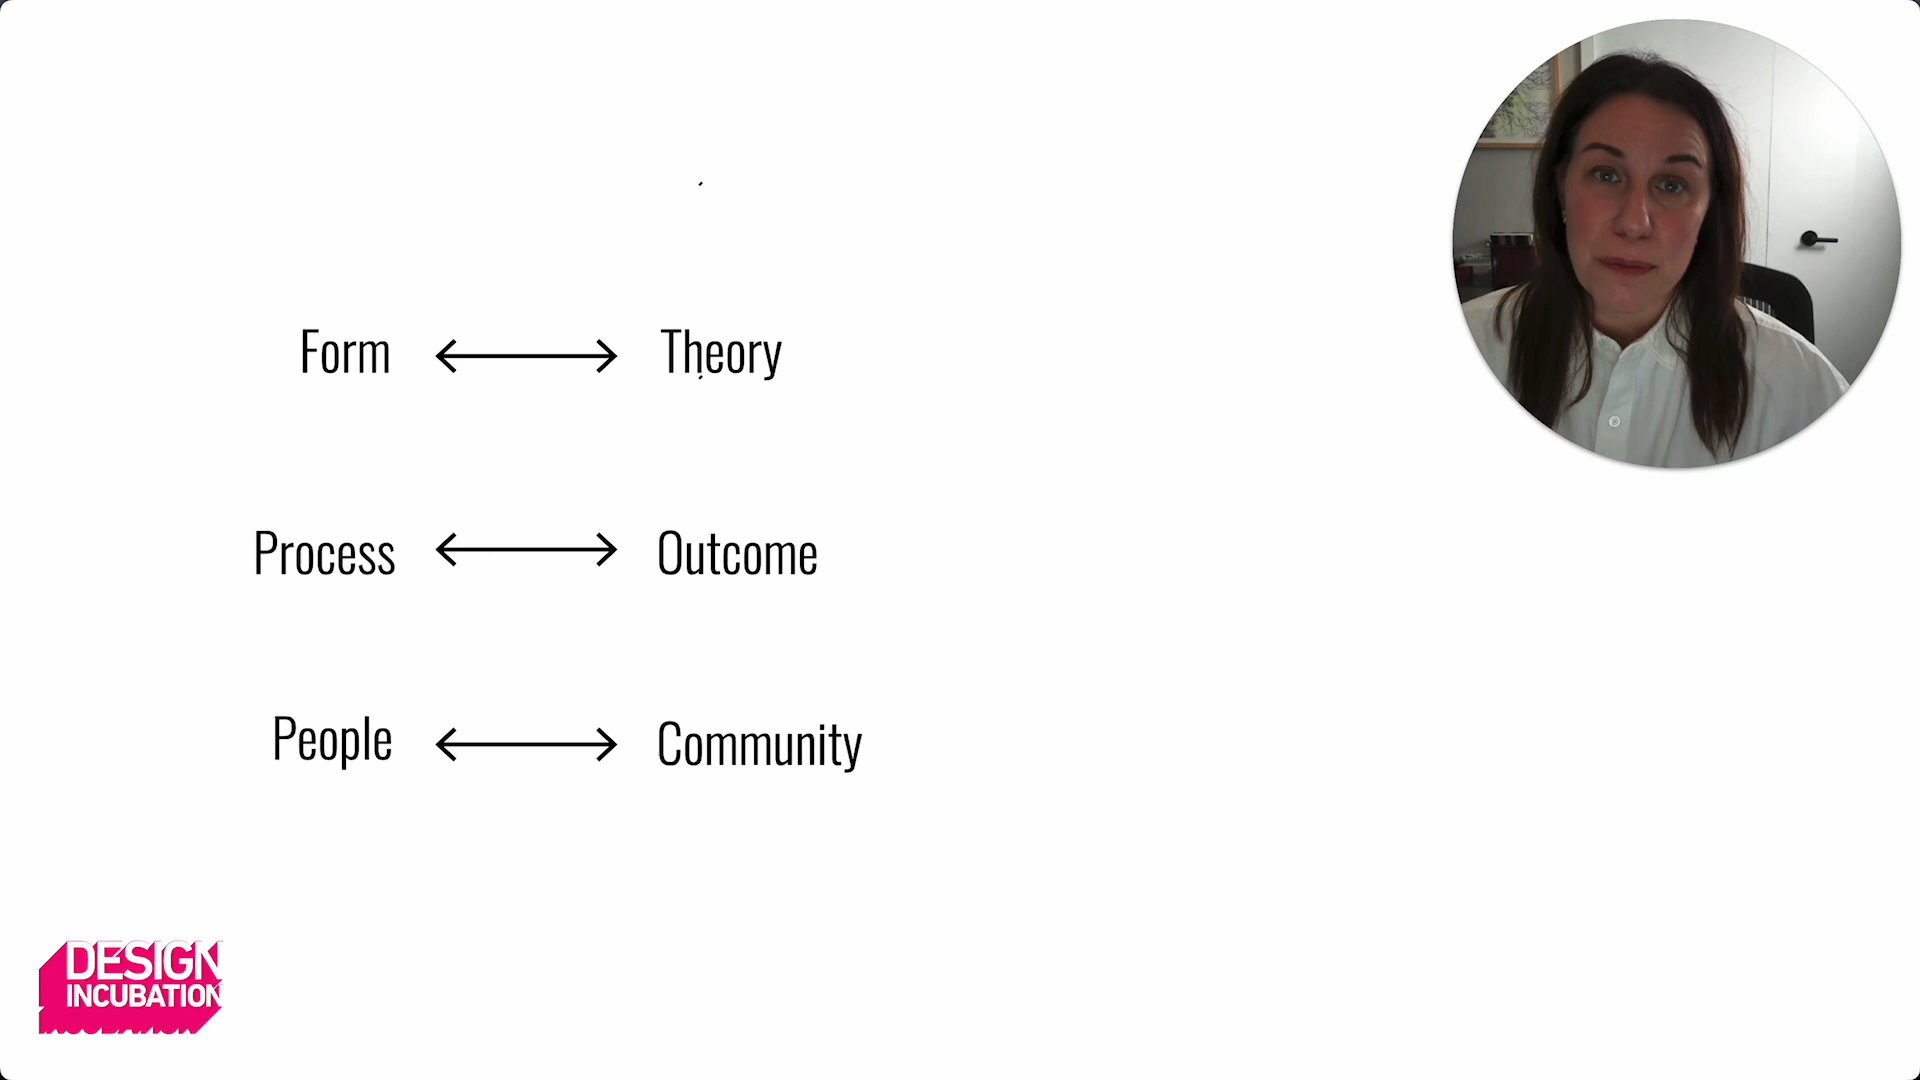 Form Theory
Process Outcome
People Community
DESIGN
INCUBATION